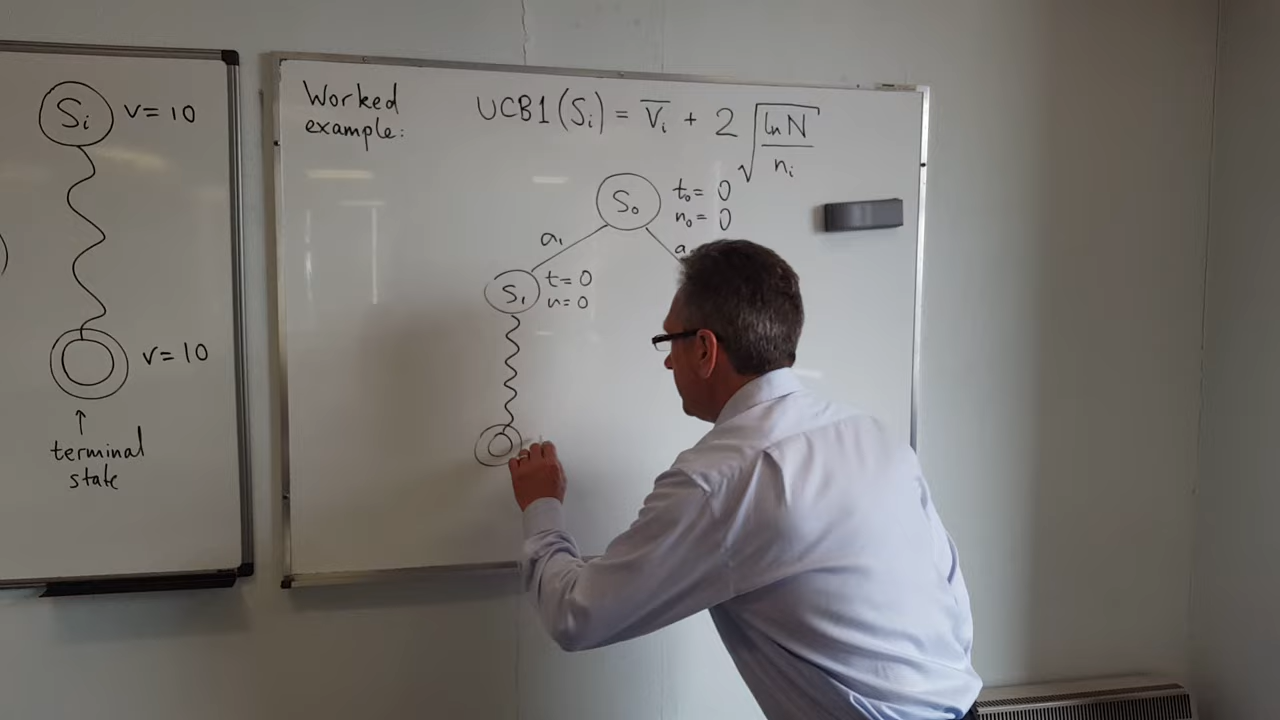 Si v = 10
v = 10
↑
terminal
state
Worked
example:
UCB1(Si) = V̅i + 2 √(ln N / ni)
S0
t0 = 0
n0 = 0
a1
a
S1
t = 0
n = 0